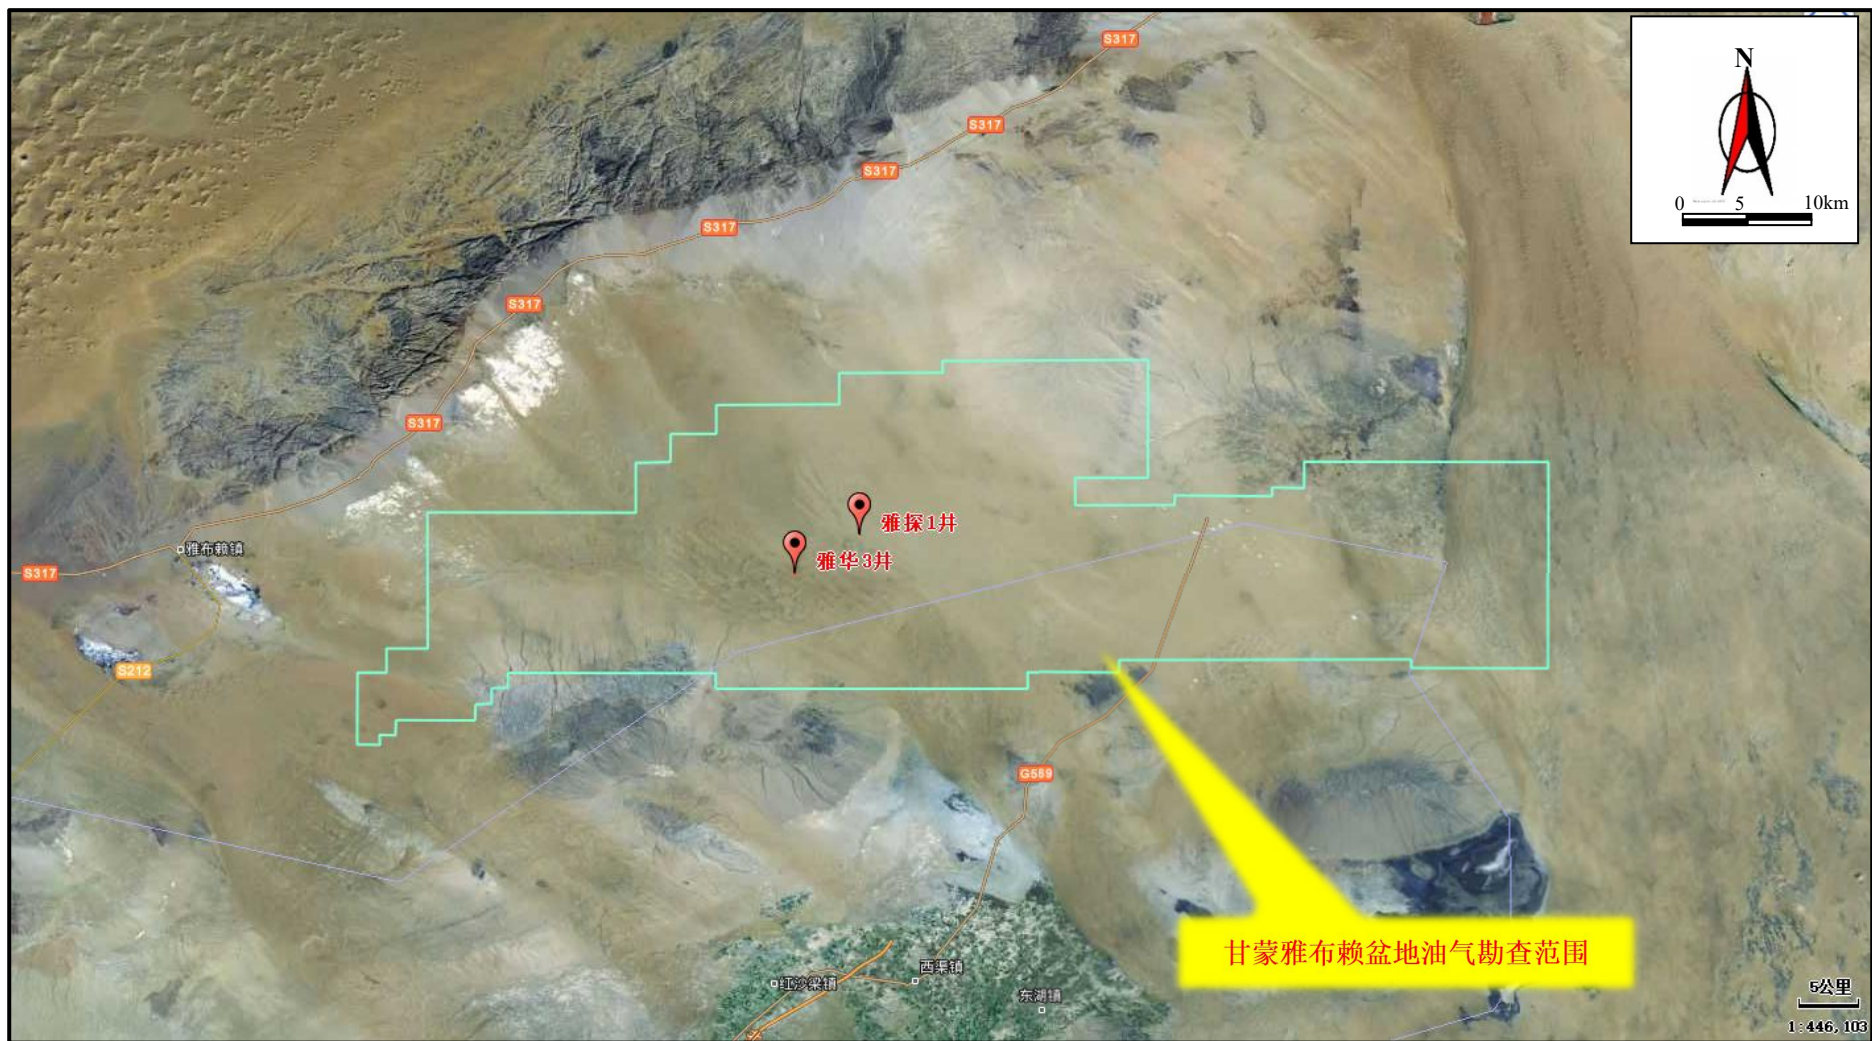 S317
N
S317
0 5 10km
S317
S317
S317
S317
雅探1井
雅布赖镇
雅华3井
S317
S212
G569
甘蒙雅布赖盆地油气勘查范围
西渠镇
红沙梁镇
东湖镇
5公里
1:446,103